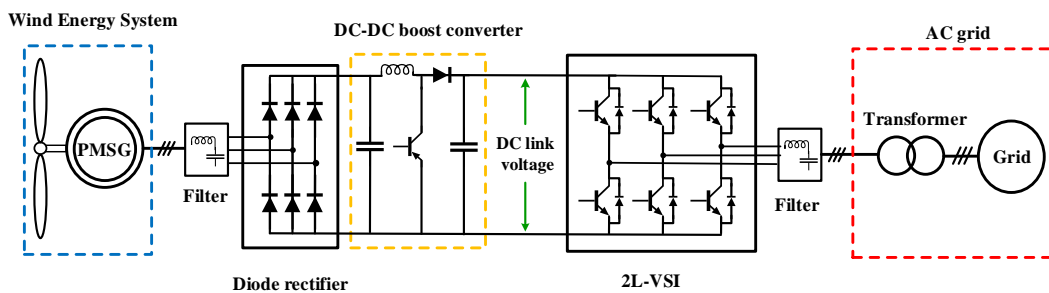 Wind Energy System
DC-DC boost converter
AC grid
PMSG
DC link
voltage
Transformer
Grid
Filter
Filter
Diode rectifier
2L-VSI